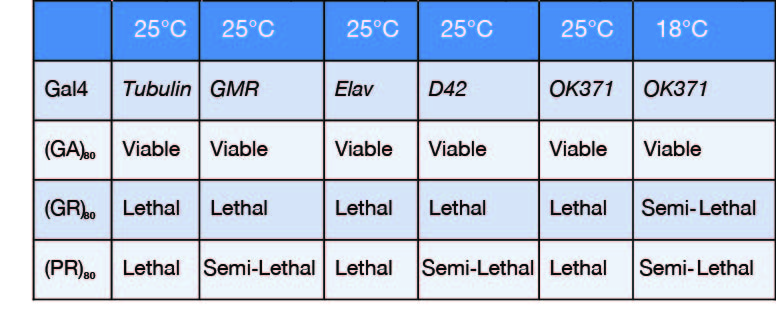 25°C 25°C 25°C 25°C 25°C 18°C
Gal4 Tubulin GMR Elav D42 OK371 OK371
(GA)80 Viable Viable Viable Viable Viable Viable
(GR)80 Lethal Lethal Lethal Lethal Lethal Semi-Lethal
(PR)80 Lethal Semi-Lethal Lethal Semi-Lethal Lethal Semi-Lethal